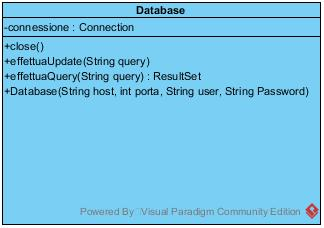 Database
-connessione : Connection
+close()
+effettuaUpdate(String query)
+effettuaQuery(String query) : ResultSet
+Database(String host, int porta, String user, String Password)
Powered By Visual Paradigm Community Edition